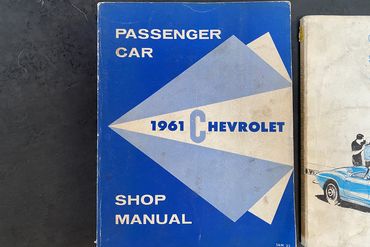 PASSENGER
CAR
1961 CHEVROLET
SHOP
MANUAL